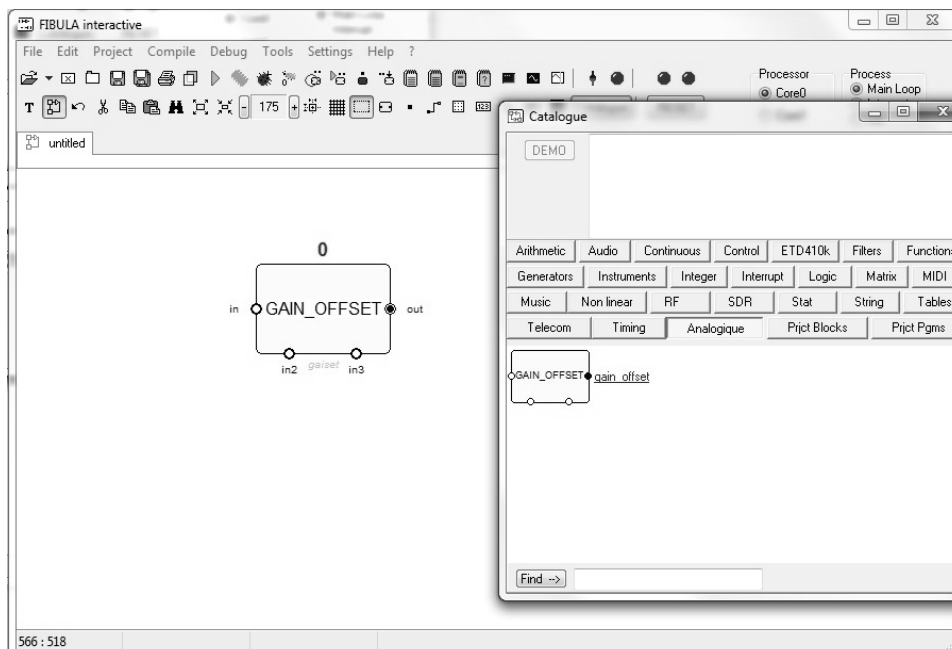 FIBULA interactive
File Edit Project Compile Debug Tools Settings Help ?
T - 175 + 123
Processor Process
Core0 Main Loop
untitled
Catalogue
DEMO
Arithmetic Audio Continuous Control ETD410k Filters Functions
Generators Instruments Integer Interrupt Logic Matrix MIDI
Music Non linear RF SDR Stat String Tables
Telecom Timing Analogique Prjct Blocks Prjct Pgms
GAIN_OFFSET gain_offset
Find -->
0
in GAIN_OFFSET out
in2 gaiset in3
566 : 518